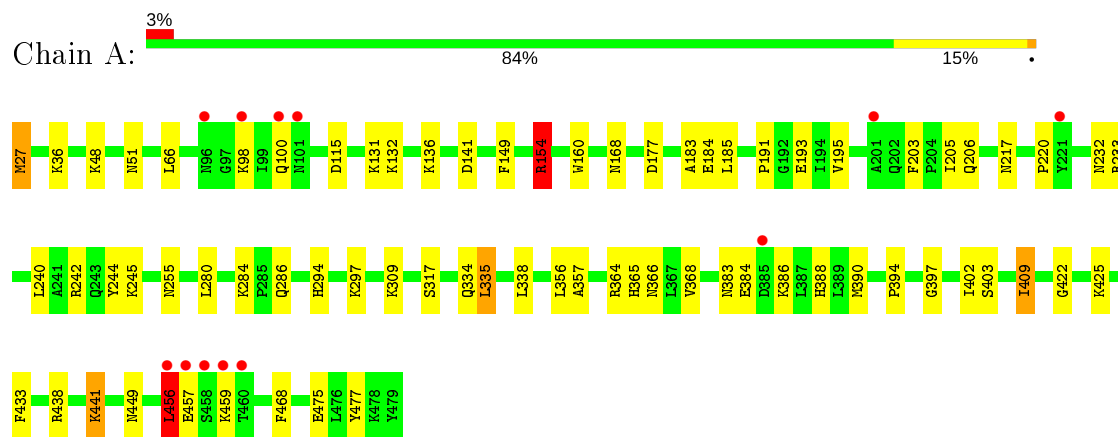 3%
Chain A:
84% 15% •
M27 K36 K48 N51 L66 N96 G97 K98 I99 Q100 N101 D115 K131 K132 K136 D141 F149 R154 W160 N168 D177 A183 E184 L185 P191 G192 E193 I194 V195 A201 Q202 F203 P204 I205 Q206 N217 P220 Y221 N232 R233
L240 A241 R242 Q243 Y244 K245 N255 L280 K284 P285 Q286 H294 K297 K309 S317 Q334 L335 L338 L356 A357 R364 H365 N366 L367 V368 N383 E384 D385 K386 L387 H388 L389 M390 P394 G397 I402 S403 I409 G422 K425
F433 R438 K441 N449 L456 E457 S458 K459 T460 F468 E475 L476 Y477 K478 Y479